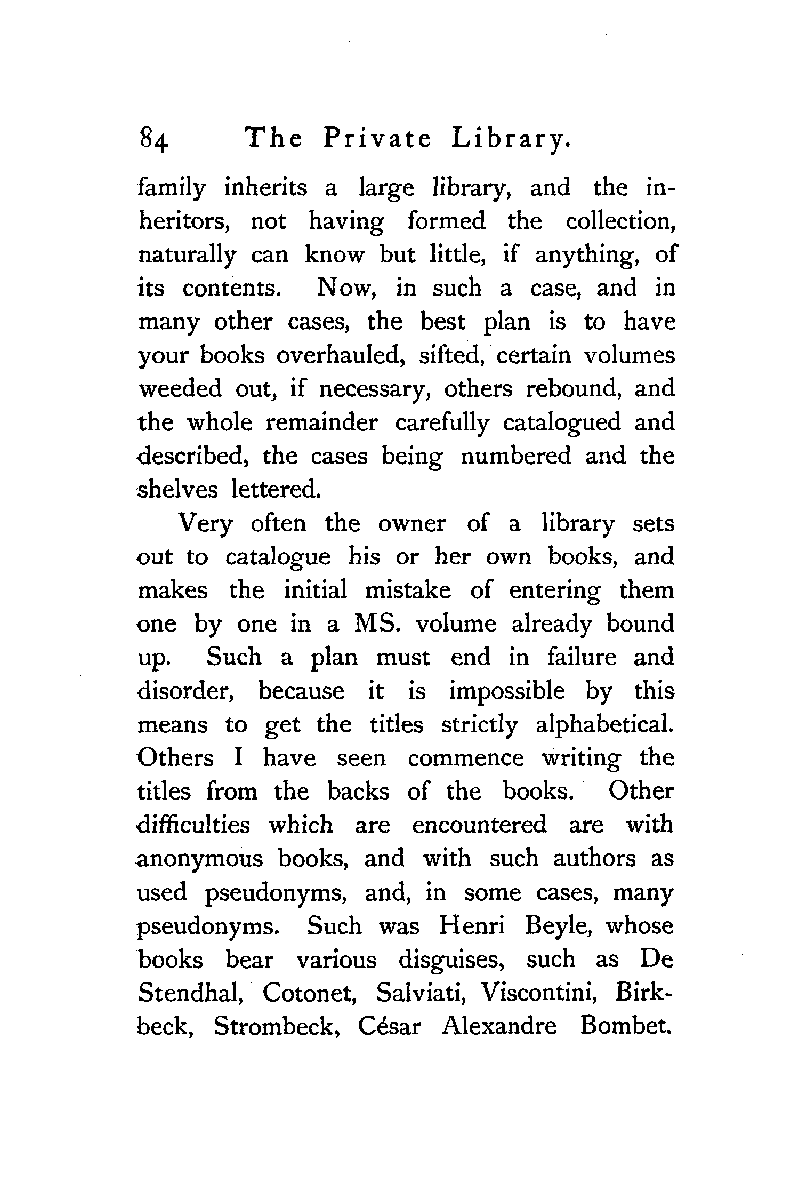 84 The Private Library.
family inherits a large library, and the in-
heritors, not having formed the collection,
naturally can know but little, if anything, of
its contents. Now, in such a case, and in
many other cases, the best plan is to have
your books overhauled, sifted, certain volumes
weeded out, if necessary, others rebound, and
the whole remainder carefully catalogued and
described, the cases being numbered and the
shelves lettered.
Very often the owner of a library sets
out to catalogue his or her own books, and
makes the initial mistake of entering them
one by one in a MS. volume already bound
up. Such a plan must end in failure and
disorder, because it is impossible by this
means to get the titles strictly alphabetical.
Others I have seen commence writing the
titles from the backs of the books. Other
difficulties which are encountered are with
anonymous books, and with such authors as
used pseudonyms, and, in some cases, many
pseudonyms. Such was Henri Beyle, whose
books bear various disguises, such as De
Stendhal, Cotonet, Salviati, Viscontini, Birk-
beck, Strombeck, César Alexandre Bombet.